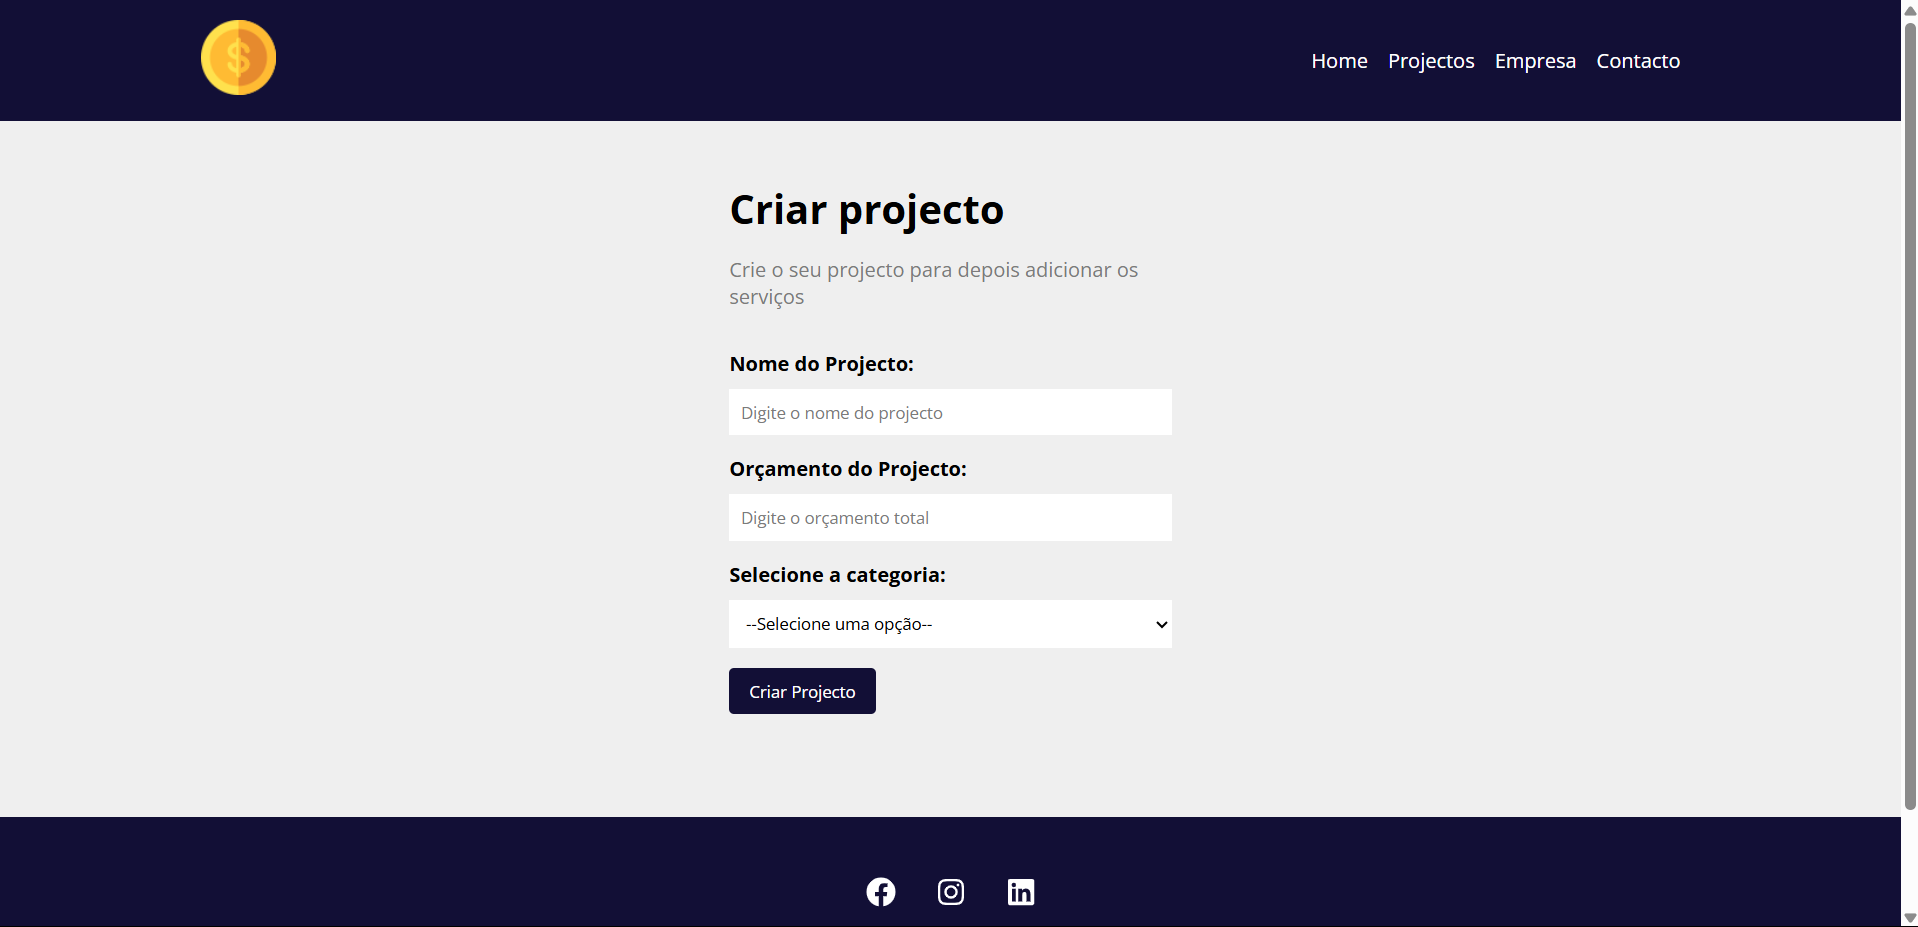 $
Home Projectos Empresa Contacto
Criar projecto
Crie o seu projecto para depois adicionar os
serviços
Nome do Projecto:
Digite o nome do projecto
Orçamento do Projecto:
Digite o orçamento total
Selecione a categoria:
--Selecione uma opção--
Criar Projecto
in